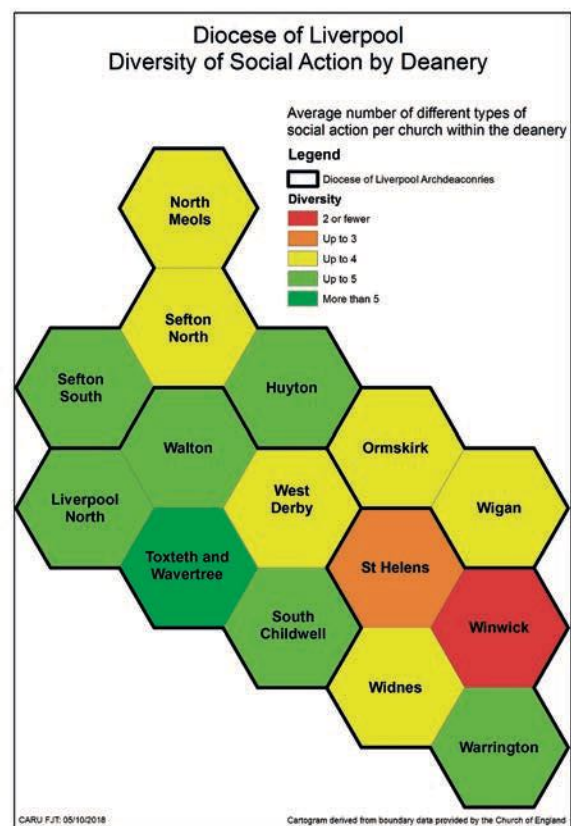 Diocese of Liverpool
Diversity of Social Action by Deanery
Average number of different types of
social action per church within the deanery
Legend
Diocese of Liverpool Archdeaconries
Diversity
2 or fewer
Up to 3
Up to 4
Up to 5
More than 5
North
Meols
Sefton
North
Sefton
South
Huyton
Walton
Ormskirk
Liverpool
North
West
Derby
Wigan
Toxteth and
Wavertree
St Helens
South
Childwell
Winwick
Widnes
Warrington
CARU FJT: 05/10/2018
Cartogram derived from boundary data provided by the Church of England